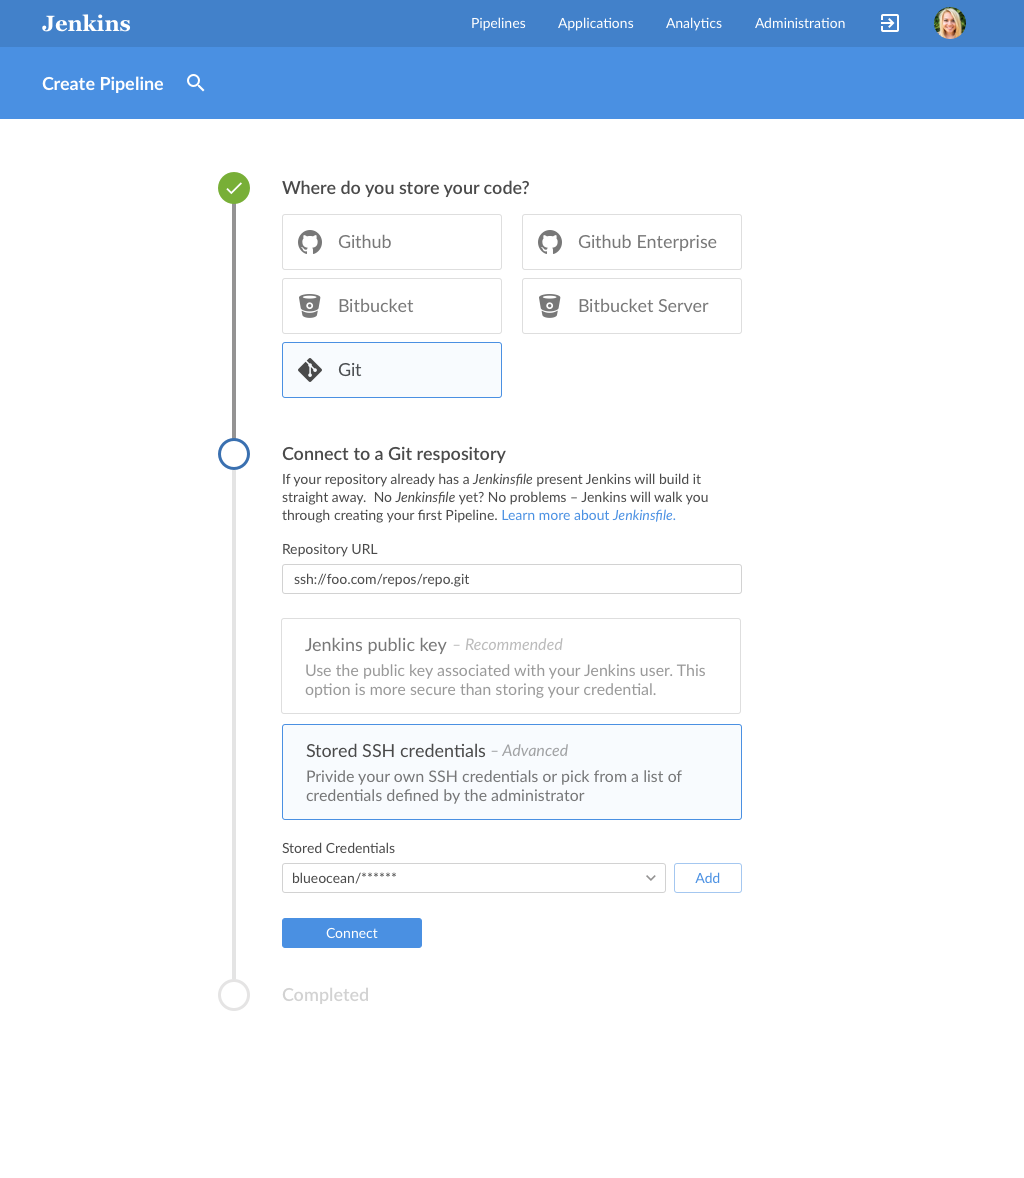 Jenkins
Pipelines
Applications
Analytics
Administration
Create Pipeline
Where do you store your code?
Github
Github Enterprise
Bitbucket
Bitbucket Server
Git
Connect to a Git respository
If your repository already has a Jenkinsfile present Jenkins will build it
straight away. No Jenkinsfile yet? No problems – Jenkins will walk you
through creating your first Pipeline. Learn more about Jenkinsfile.
Repository URL
ssh://foo.com/repos/repo.git
Jenkins public key – Recommended
Use the public key associated with your Jenkins user. This
option is more secure than storing your credential.
Stored SSH credentials – Advanced
Privide your own SSH credentials or pick from a list of
credentials defined by the administrator
Stored Credentials
blueocean/******
Add
Connect
Completed